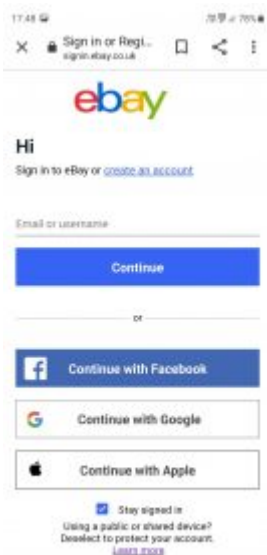 17:48
Sign in or Regi...
signin.ebay.co.uk
ebay
Hi
Sign in to eBay or create an account
Email or username
Continue
or
Continue with Facebook
Continue with Google
Continue with Apple
Stay signed in
Using a public or shared device?
Deselect to protect your account.
Learn more